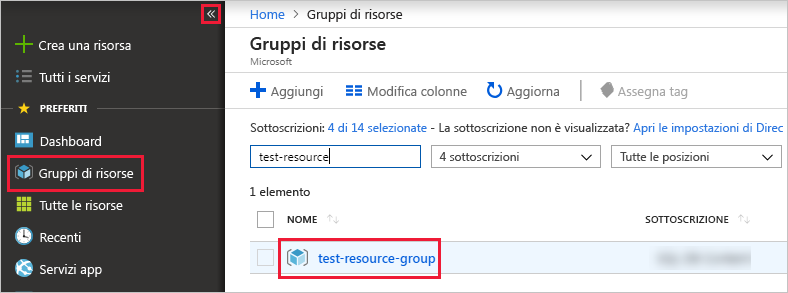 «
Crea una risorsa
Tutti i servizi
PREFERITI
Dashboard
Gruppi di risorse
Tutte le risorse
Recenti
Servizi app
Home > Gruppi di risorse
Gruppi di risorse
Microsoft
Aggiungi Modifica colonne Aggiorna Assegna tag
Sottoscrizioni: 4 di 14 selezionate - La sottoscrizione non è visualizzata? Apri le impostazioni di Direc
test-resource 4 sottoscrizioni Tutte le posizioni
1 elemento
NOME SOTTOSCRIZIONE
test-resource-group